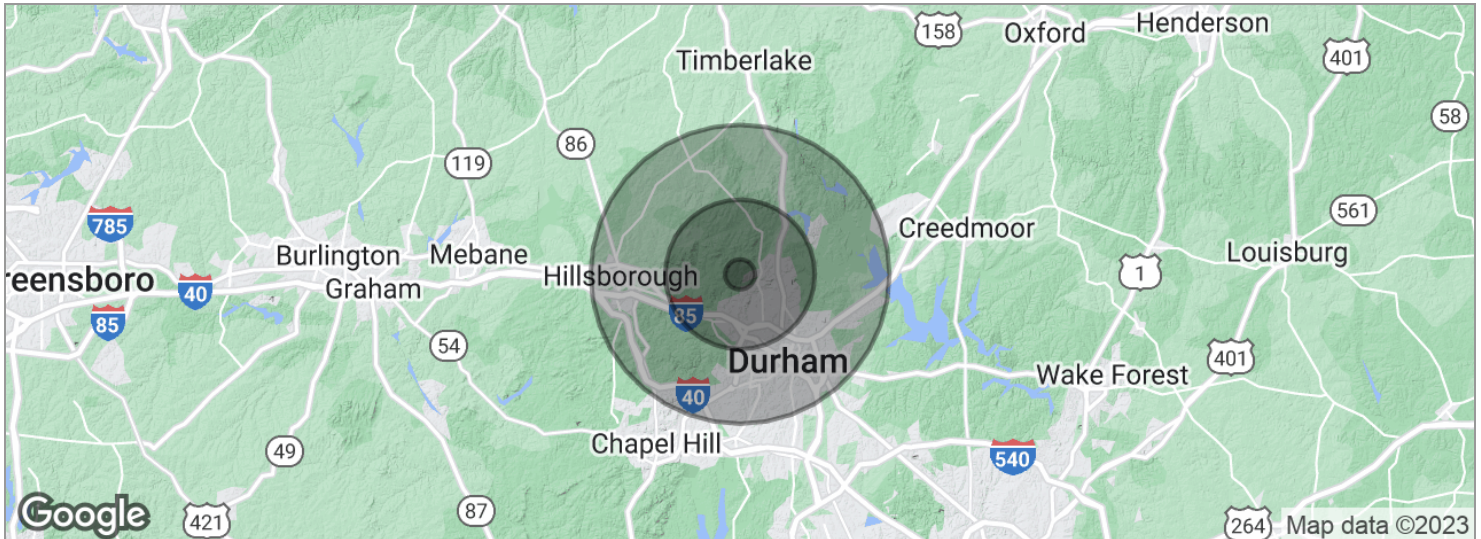 158
Oxford
Henderson
401
Timberlake
58
86
119
561
785
Creedmoor
Burlington
Mebane
Louisburg
Hillsborough
1
reensboro
40
Graham
85
85
54
401
Durham
Wake Forest
40
Chapel Hill
49
540
87
Google
421
264
Map data ©2023